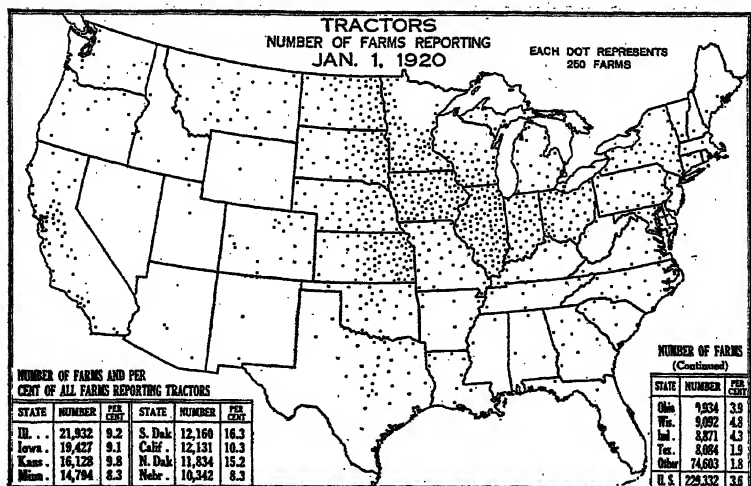 TRACTORS
NUMBER OF FARMS REPORTING
JAN. 1, 1920
EACH DOT REPRESENTS
250 FARMS
NUMBER OF FARMS AND PER
CENT OF ALL FARMS REPORTING TRACTORS
STATE NUMBER PER CENT STATE NUMBER PER CENT
Ill. . . 21,932 9.2 S. Dak 12,160 16.3
Iowa . 19,427 9.1 Calif . 12,131 10.3
Kans . 16,128 9.8 N. Dak 11,834 15.2
Minn . 14,794 8.3 Nebr . 10,342 8.3
NUMBER OF FARMS
(Continued)
STATE NUMBER PER CENT
Ohio 9,934 3.9
Wis. 9,092 4.8
Ind . 8,871 4.3
Tex. 8,084 1.9
Other 74,603 1.8
U. S. 229,332 3.6